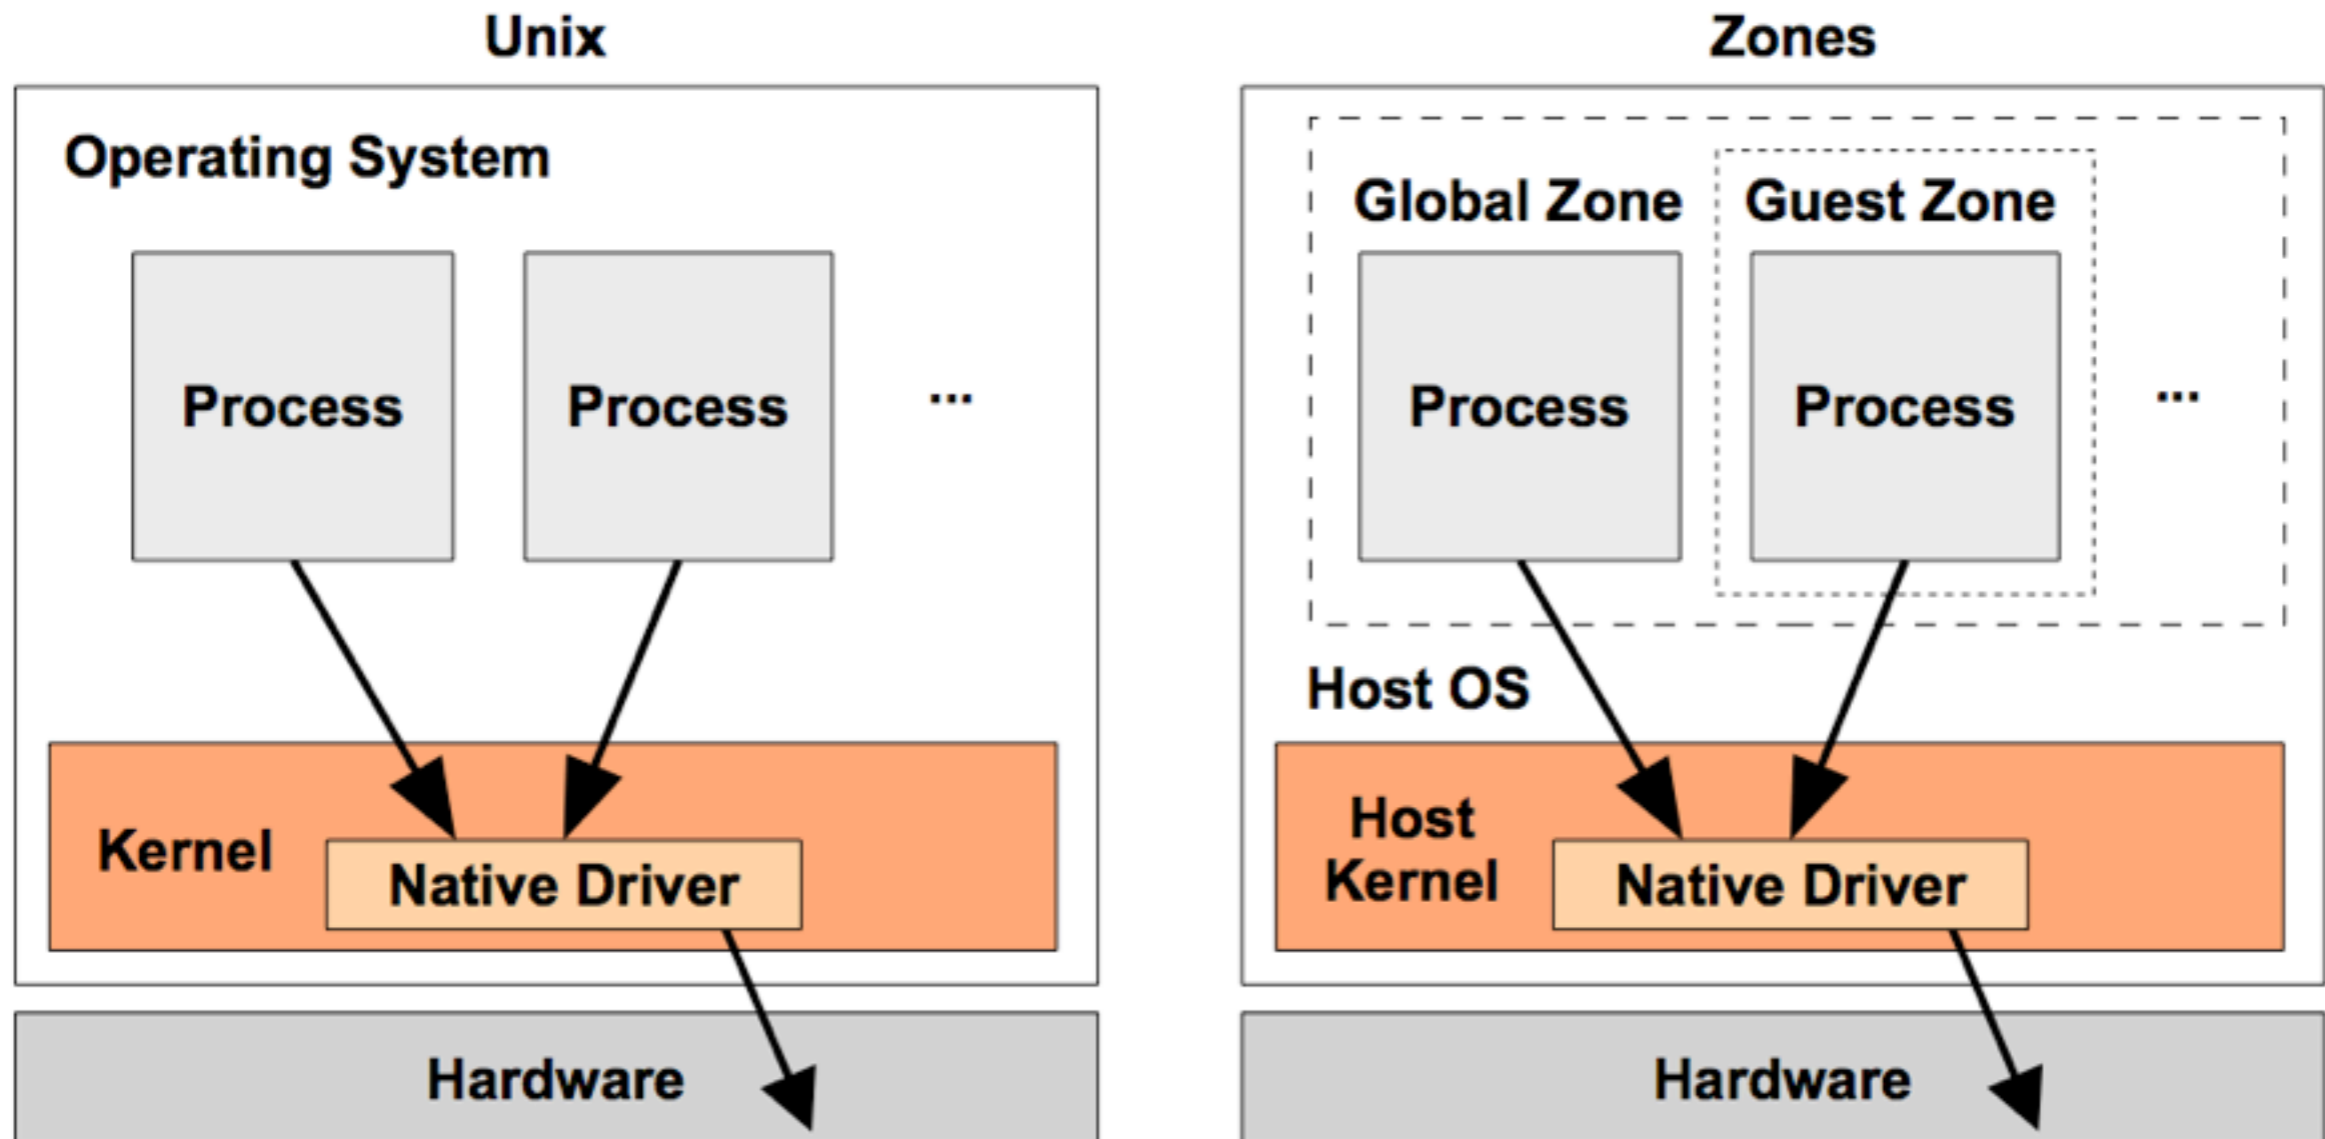 Unix
Operating System
Process
Process
...
Kernel
Native Driver
Hardware
Zones
Global Zone
Guest Zone
Process
Process
...
Host OS
Host
Kernel
Native Driver
Hardware